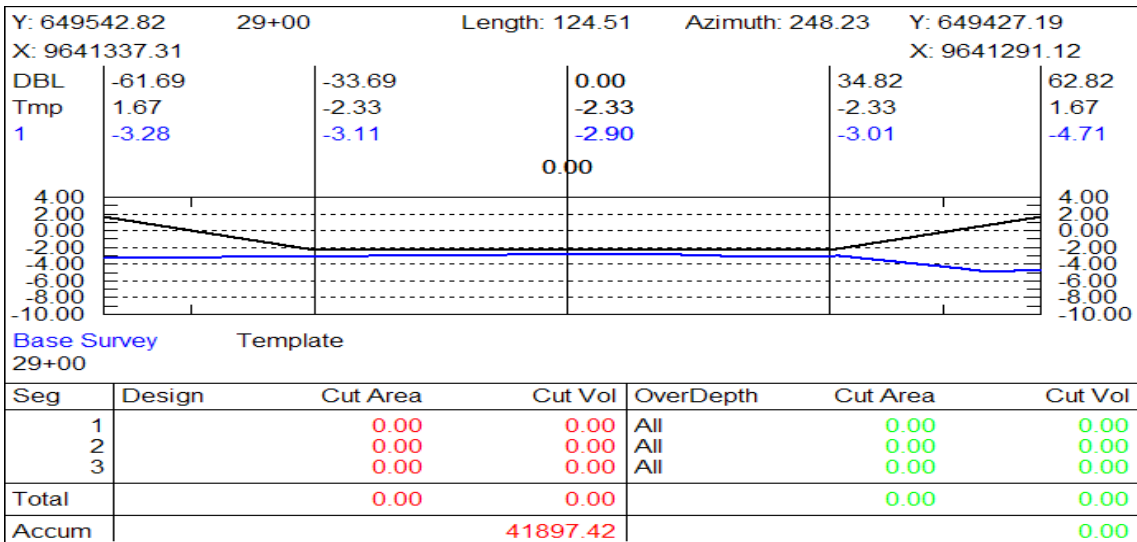 Y: 649542.82 29+00 Length: 124.51 Azimuth: 248.23 Y: 649427.19
X: 9641337.31 X: 9641291.12
DBL -61.69 -33.69 0.00 34.82 62.82
Tmp 1.67 -2.33 -2.33 -2.33 1.67
1 -3.28 -3.11 -2.90 -3.01 -4.71
0.00
4.00 4.00
2.00 2.00
0.00 0.00
-2.00 -2.00
-4.00 -4.00
-6.00 -6.00
-8.00 -8.00
-10.00 -10.00
Base Survey Template
29+00
Seg Design Cut Area Cut Vol OverDepth Cut Area Cut Vol
1 0.00 0.00 All 0.00 0.00
2 0.00 0.00 All 0.00 0.00
3 0.00 0.00 All 0.00 0.00
Total 0.00 0.00 0.00 0.00
Accum 41897.42 0.00